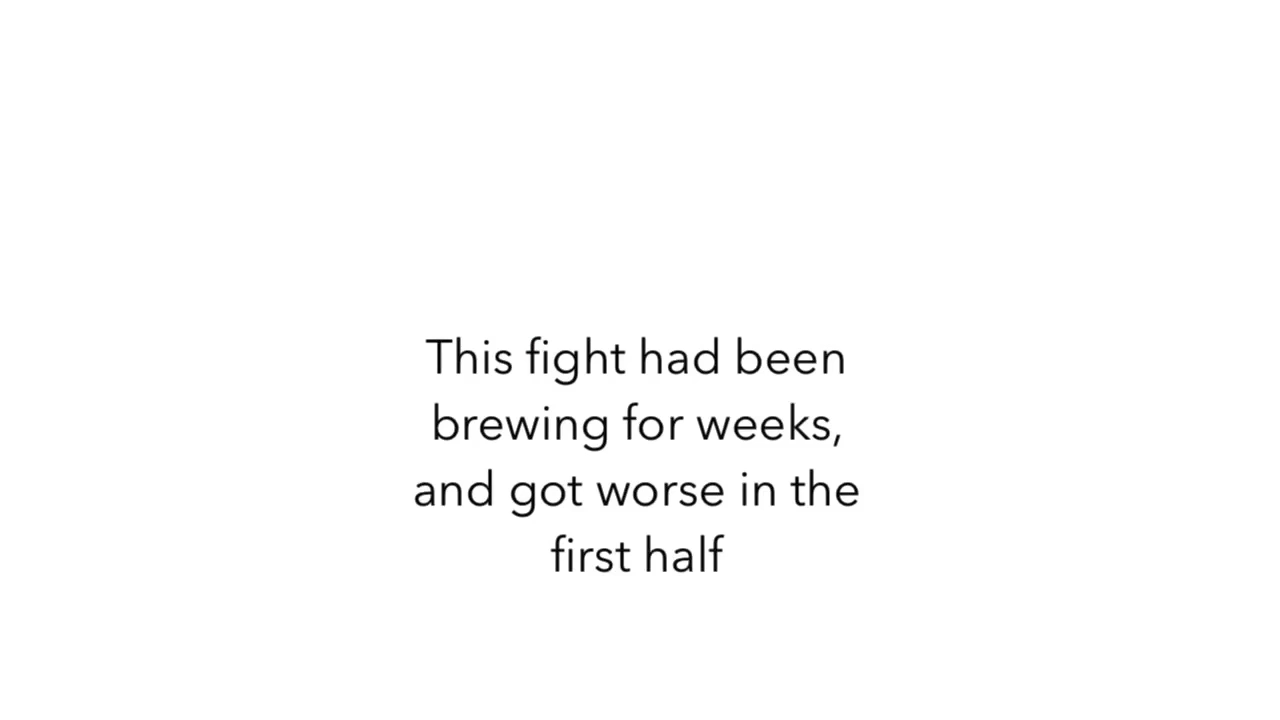 This fight had been
brewing for weeks,
and got worse in the
first half